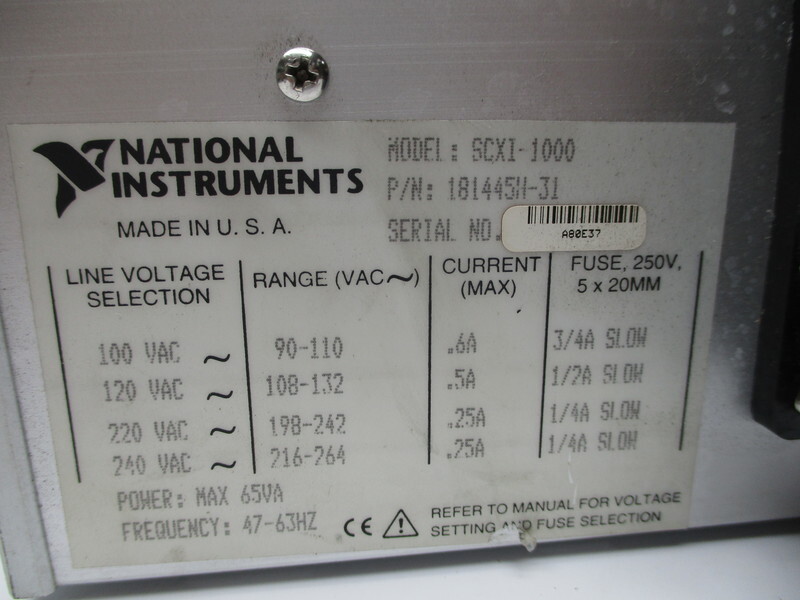 NATIONAL INSTRUMENTS
MADE IN U. S. A.
MODEL: SCXI-1000
P/N: 181445H-31
SERIAL NO.
A80E37
LINE VOLTAGE SELECTION RANGE (VAC~) CURRENT (MAX) FUSE, 250V, 5 x 20MM
100 VAC ~ 90-110 .6A 3/4A SLOW
120 VAC ~ 108-132 .5A 1/2A SLOW
220 VAC ~ 198-242 .25A 1/4A SLOW
240 VAC ~ 216-264 .25A 1/4A SLOW
POWER: MAX 65VA
FREQUENCY: 47-63HZ
CE
REFER TO MANUAL FOR VOLTAGE
SETTING AND FUSE SELECTION